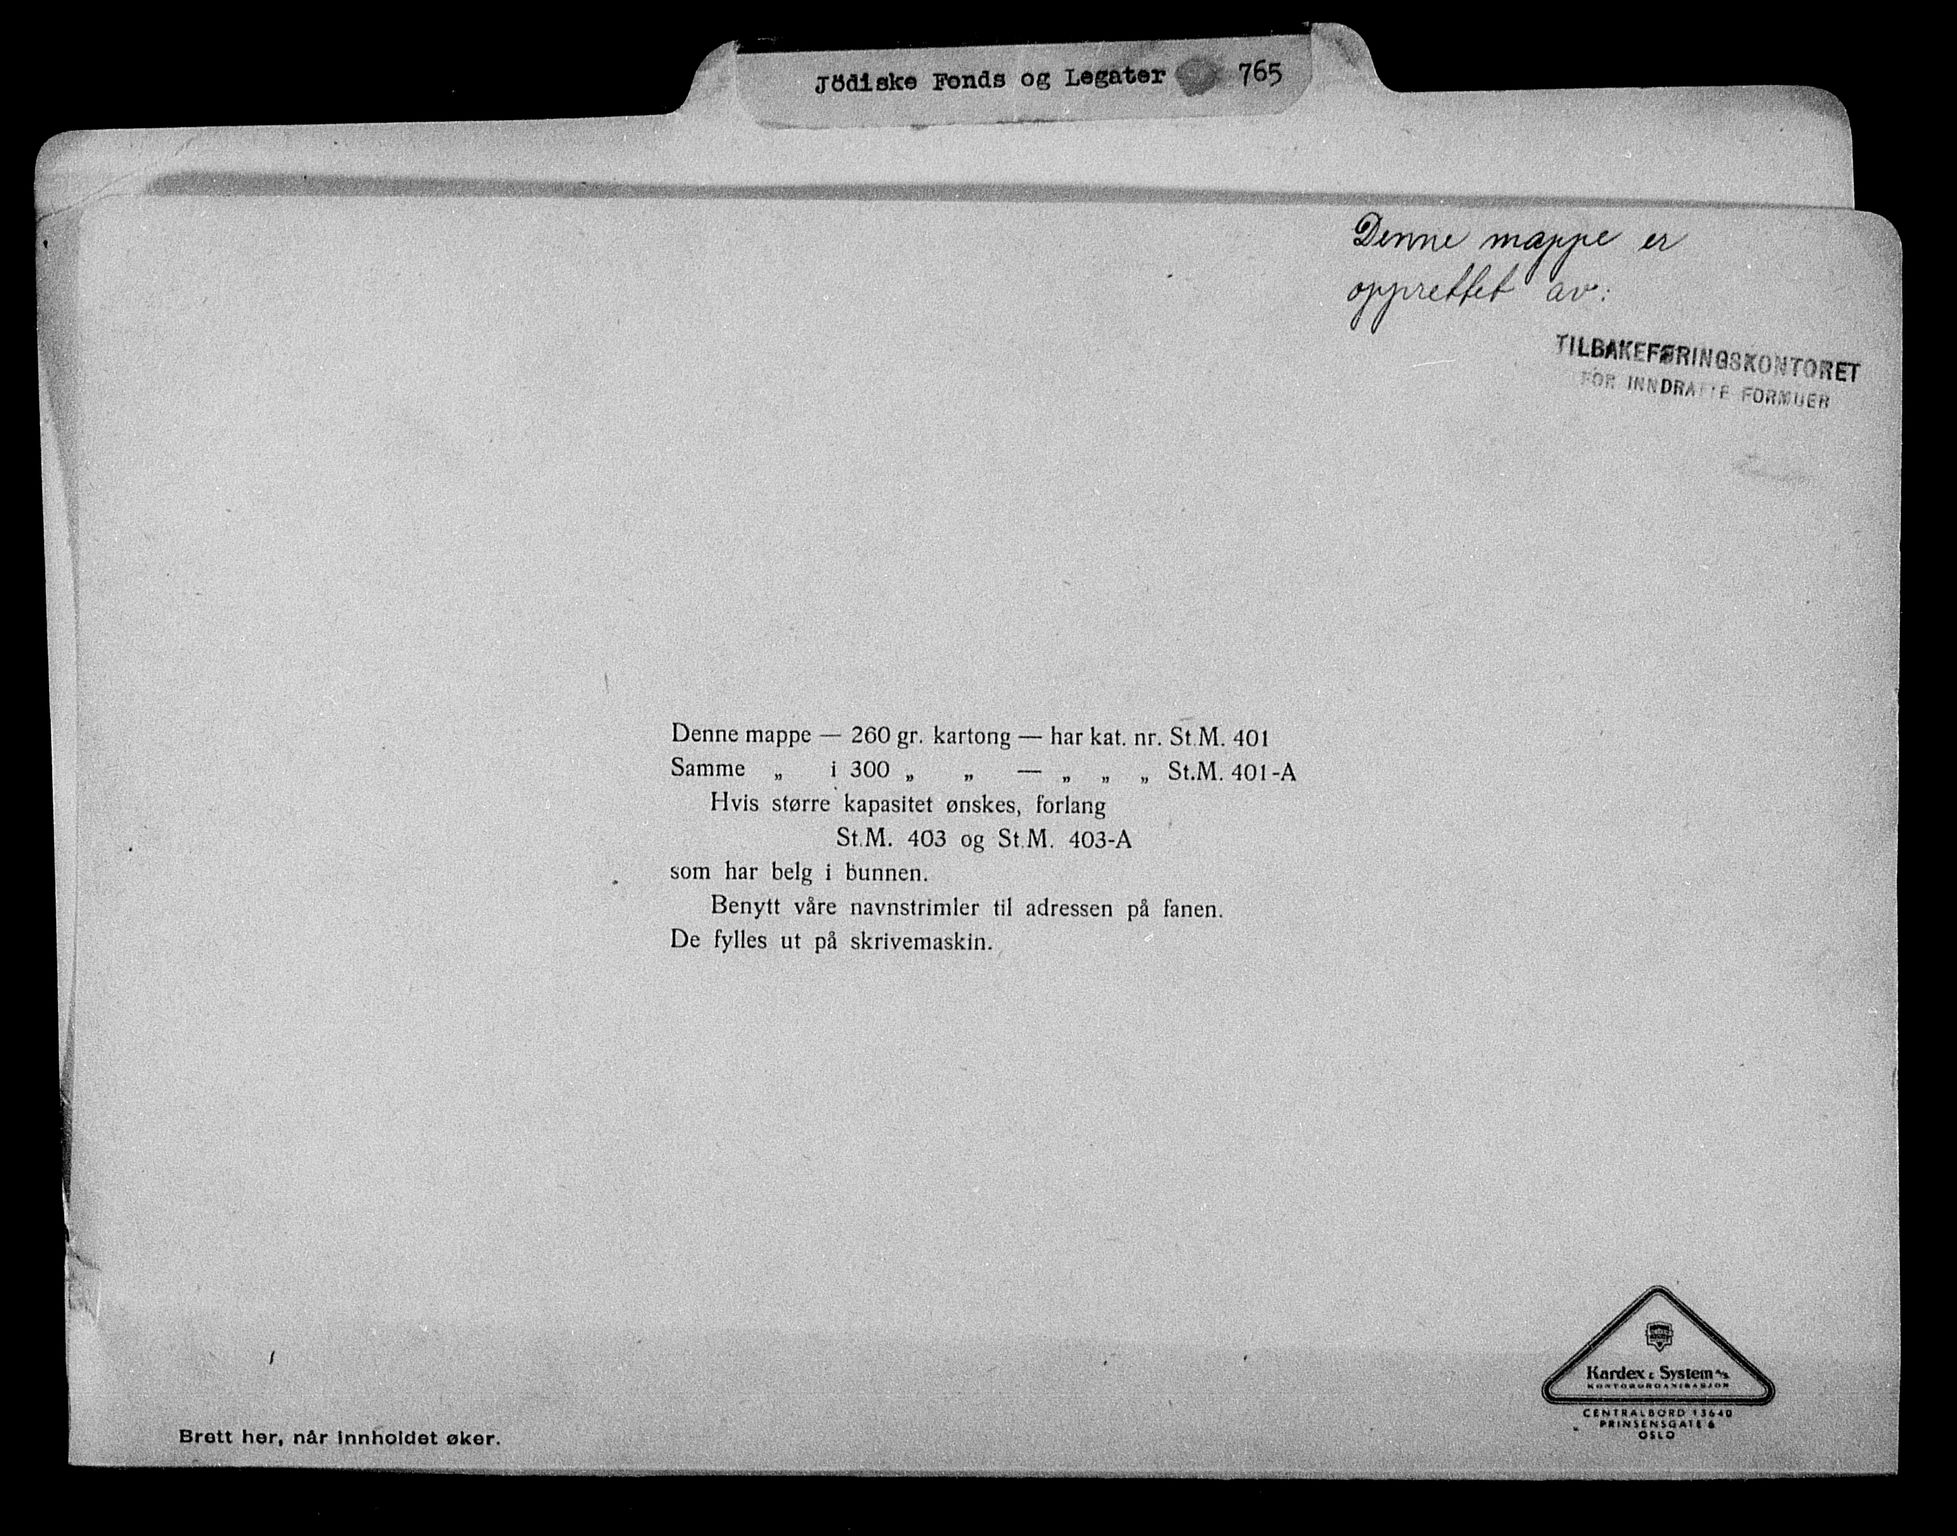 Jödiske Fonds og Legater 765
Denne mappe er
opprettet av:
TILBAKEFØRINGSKONTORET
FOR INNDRATTE FORMUER
Denne mappe — 260 gr. kartong — har kat. nr. St.M. 401
Samme „ i 300 „ „ — „ „ „ St.M. 401-A
Hvis større kapasitet ønskes, forlang
St.M. 403 og St.M. 403-A
som har belg i bunnen.
Benytt våre navnstrimler til adressen på fanen.
De fylles ut på skrivemaskin.
Kardex & System A/S
KONTORORGANISASJON
CENTRALBORD 13640
PRINSENSGATE 6
OSLO
Brett her, når innholdet øker.